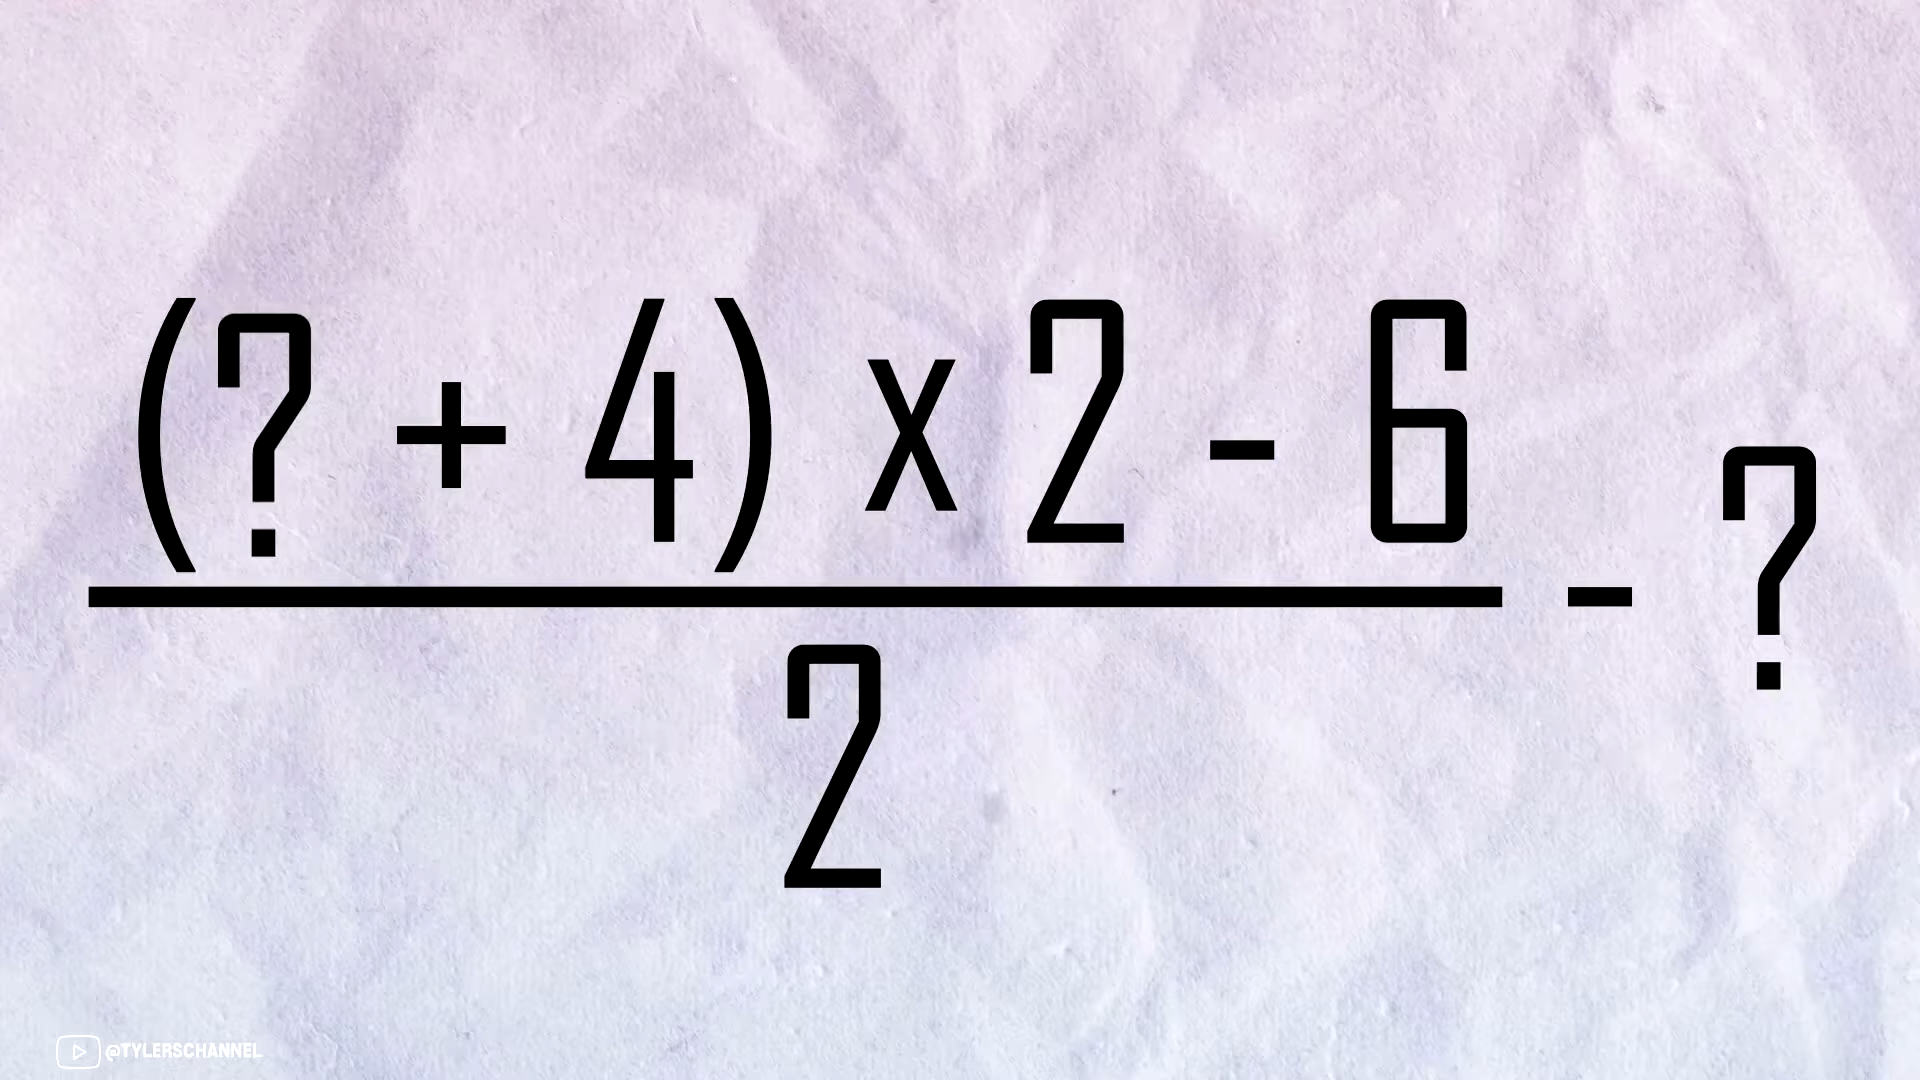 (? + 4) x 2 - 6
- ?
2
@TYLERSCHANNEL